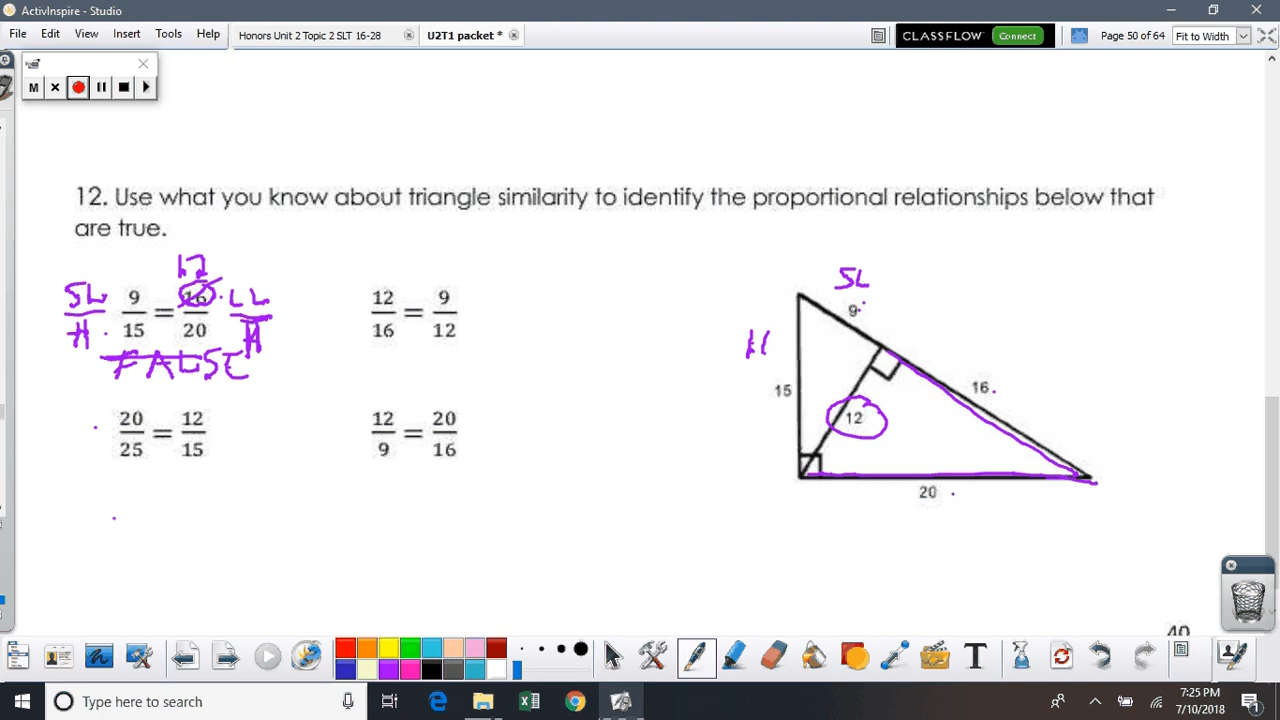 ActivInspire - Studio
File Edit View Insert Tools Help
Honors Unit 2 Topic 2 SLT 16-28
U2T1 packet *
CLASSFLOW Connect
Page 50 of 64
Fit to Width
M
12. Use what you know about triangle similarity to identify the proportional relationships below that
are true.
12
SL/H 9/15 = 16/20 LL/H
FALSE
12/16 = 9/12
20/25 = 12/15
12/9 = 20/16
SL
9
H
15
16
12
20
40
T
Type here to search
7:25 PM
7/10/2018